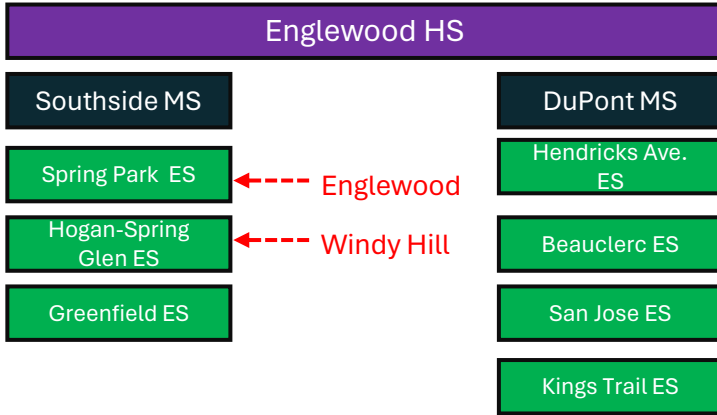 Englewood HS
Southside MS
DuPont MS
Spring Park ES
Englewood
Hendricks Ave.
ES
Hogan-Spring
Glen ES
Windy Hill
Beauclerc ES
Greenfield ES
San Jose ES
Kings Trail ES